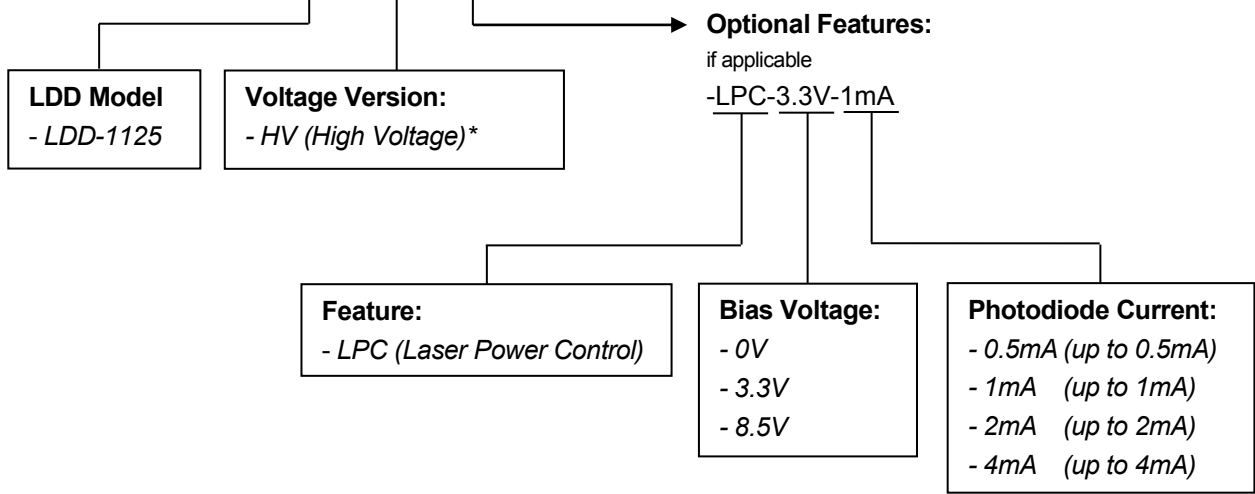 Optional Features:
if applicable
-LPC-3.3V-1mA
LDD Model
- LDD-1125
Voltage Version:
- HV (High Voltage)*
Feature:
- LPC (Laser Power Control)
Bias Voltage:
- 0V
- 3.3V
- 8.5V
Photodiode Current:
- 0.5mA (up to 0.5mA)
- 1mA (up to 1mA)
- 2mA (up to 2mA)
- 4mA (up to 4mA)